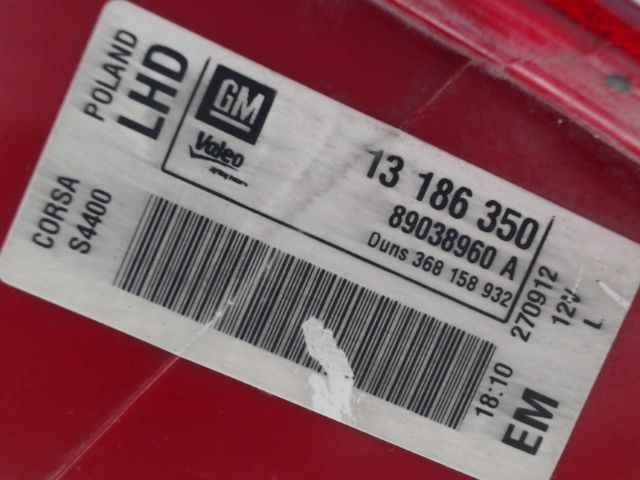 POLAND
LHD
GM
Valeo
13 186 350
89038960 A
Duns 368 158 932
CORSA
S4400
270912
12V
L
18:10
EM